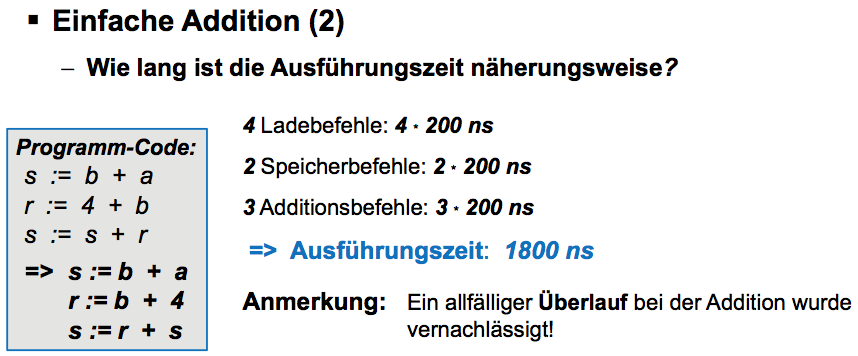 ▪ Einfache Addition (2)
– Wie lang ist die Ausführungszeit näherungsweise?
Programm-Code:
s := b + a
r := 4 + b
s := s + r
=> s := b + a
r := b + 4
s := r + s
4 Ladebefehle: 4 * 200 ns
2 Speicherbefehle: 2 * 200 ns
3 Additionsbefehle: 3 * 200 ns
=> Ausführungszeit: 1800 ns
Anmerkung: Ein allfälliger Überlauf bei der Addition wurde
vernachlässigt!